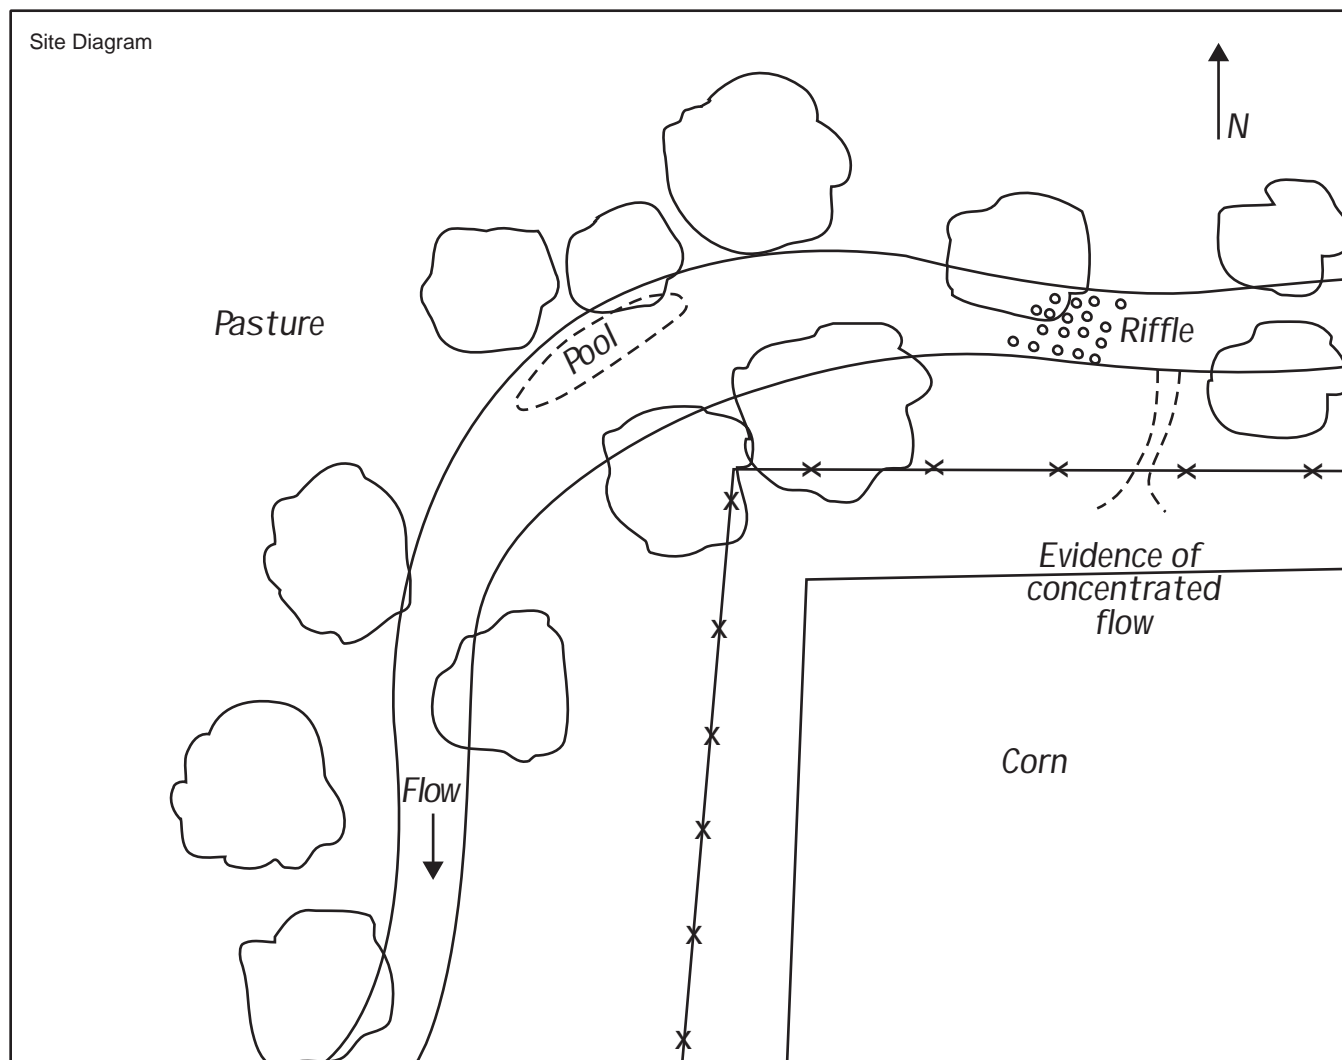 Site Diagram
N
Pasture
Pool
Riffle
Evidence of
concentrated
flow
Corn
Flow